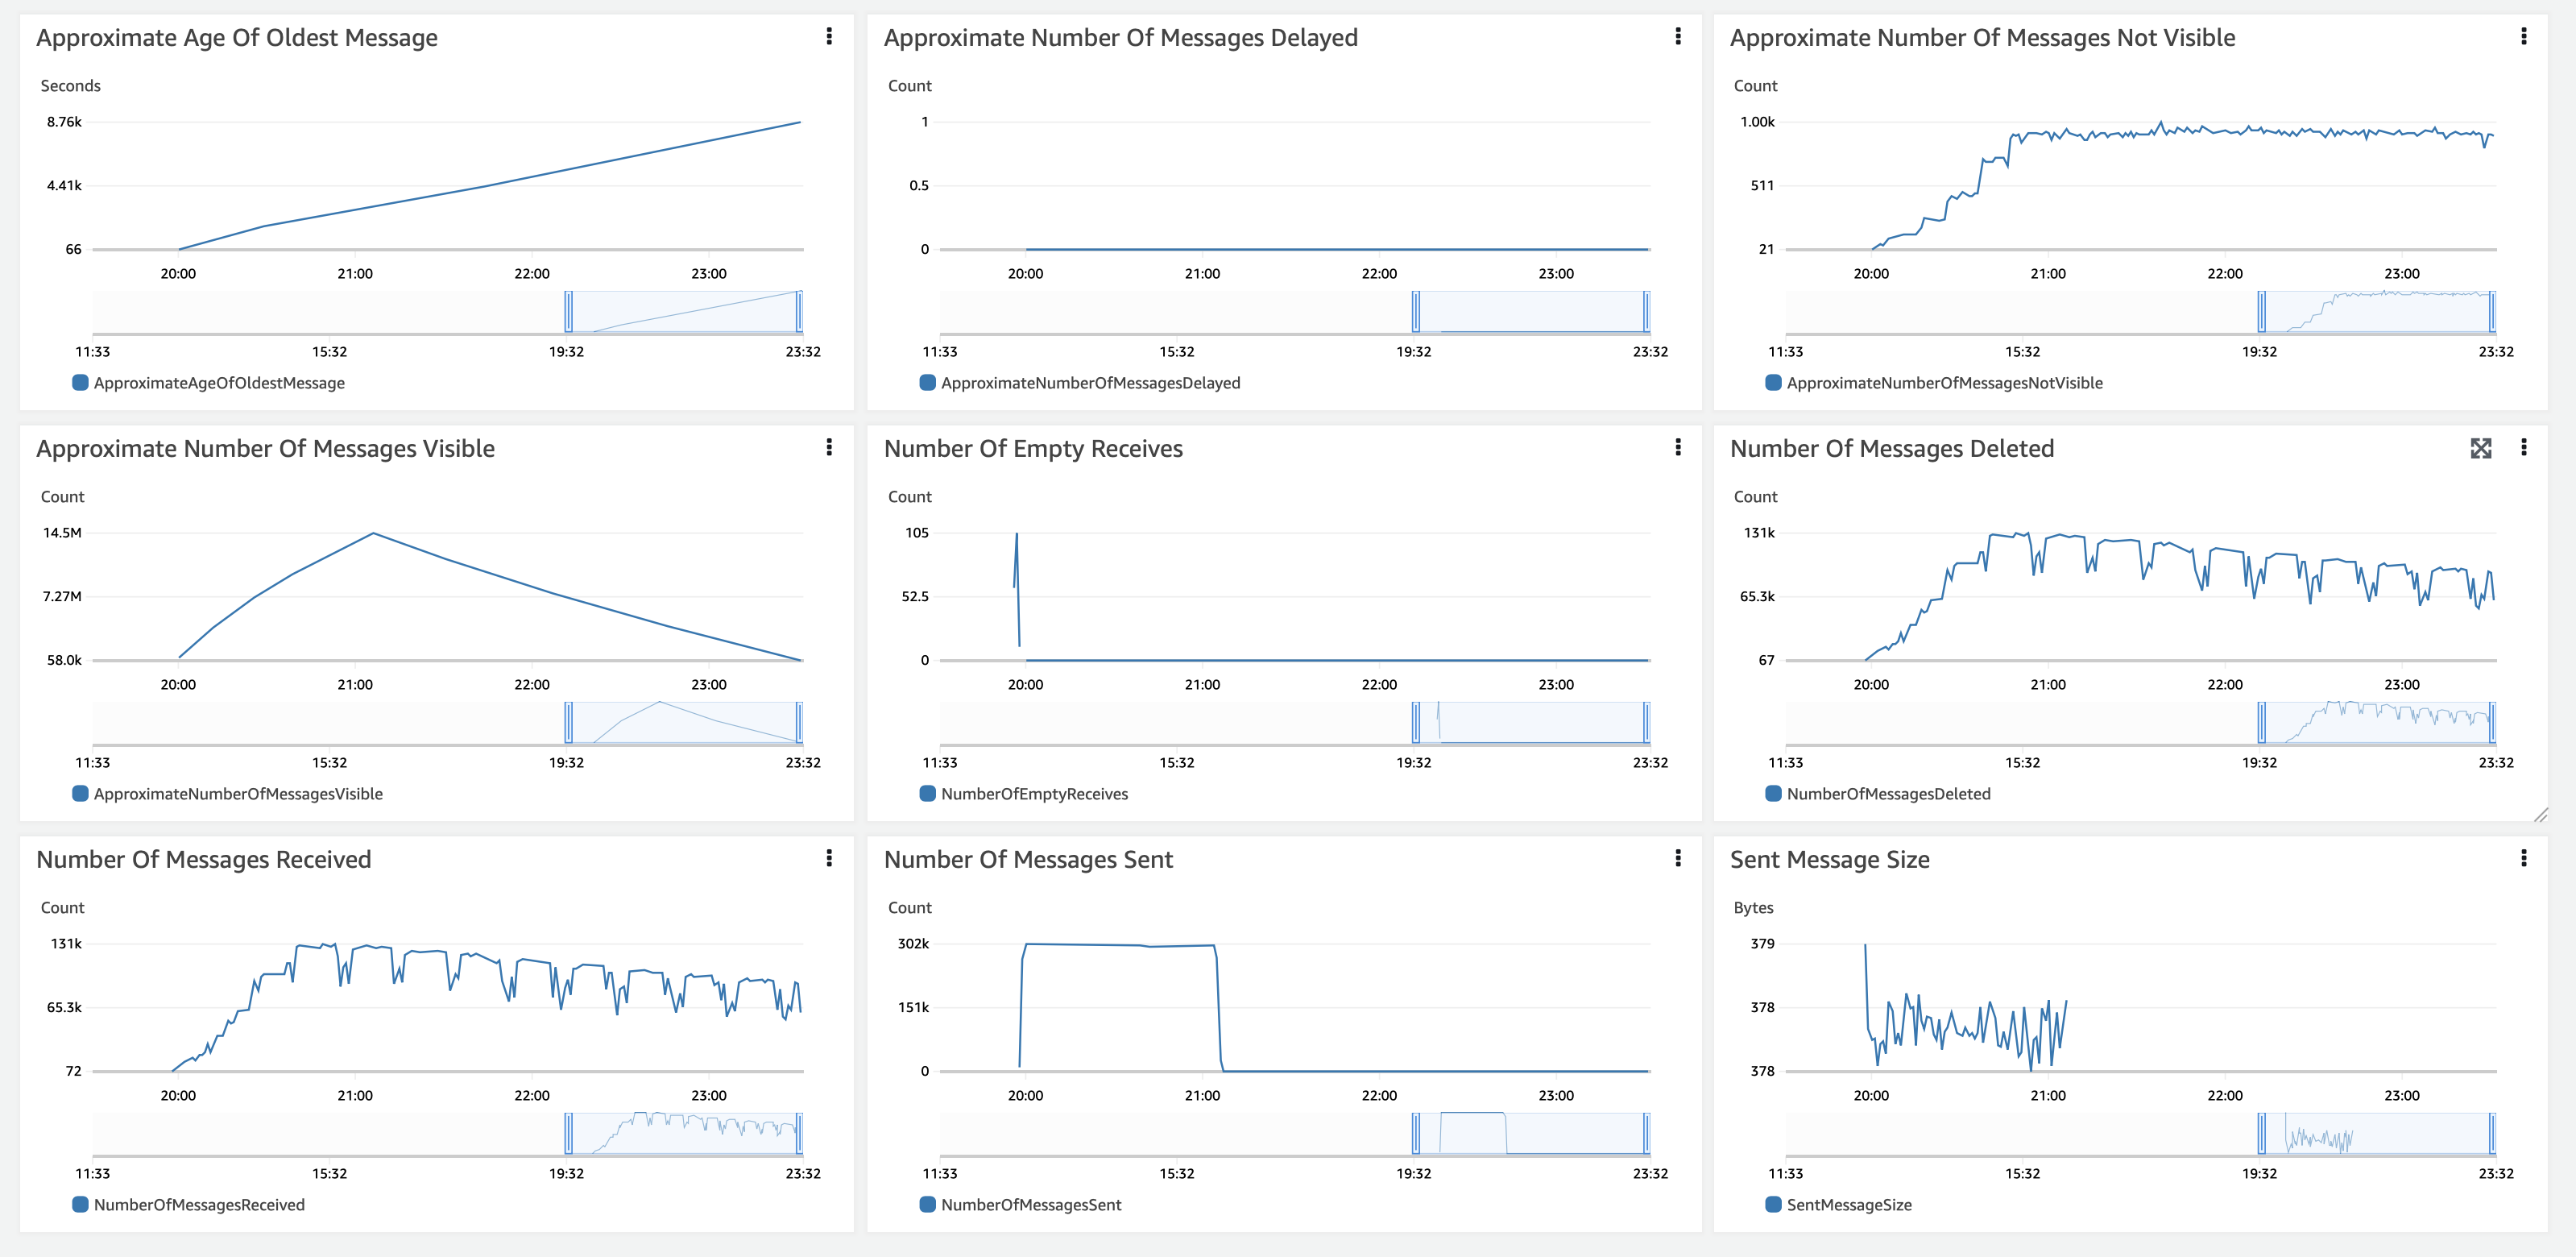 Approximate Age Of Oldest Message
Seconds
8.76k
4.41k
66
20:00 21:00 22:00 23:00
11:33 15:32 19:32 23:32
ApproximateAgeOfOldestMessage
Approximate Number Of Messages Delayed
Count
1
0.5
0
20:00 21:00 22:00 23:00
11:33 15:32 19:32 23:32
ApproximateNumberOfMessagesDelayed
Approximate Number Of Messages Not Visible
Count
1.00k
511
21
20:00 21:00 22:00 23:00
11:33 15:32 19:32 23:32
ApproximateNumberOfMessagesNotVisible
Approximate Number Of Messages Visible
Count
14.5M
7.27M
58.0k
20:00 21:00 22:00 23:00
11:33 15:32 19:32 23:32
ApproximateNumberOfMessagesVisible
Number Of Empty Receives
Count
105
52.5
0
20:00 21:00 22:00 23:00
11:33 15:32 19:32 23:32
NumberOfEmptyReceives
Number Of Messages Deleted
Count
131k
65.3k
67
20:00 21:00 22:00 23:00
11:33 15:32 19:32 23:32
NumberOfMessagesDeleted
Number Of Messages Received
Count
131k
65.3k
72
20:00 21:00 22:00 23:00
11:33 15:32 19:32 23:32
NumberOfMessagesReceived
Number Of Messages Sent
Count
302k
151k
0
20:00 21:00 22:00 23:00
11:33 15:32 19:32 23:32
NumberOfMessagesSent
Sent Message Size
Bytes
379
378
378
20:00 21:00 22:00 23:00
11:33 15:32 19:32 23:32
SentMessageSize